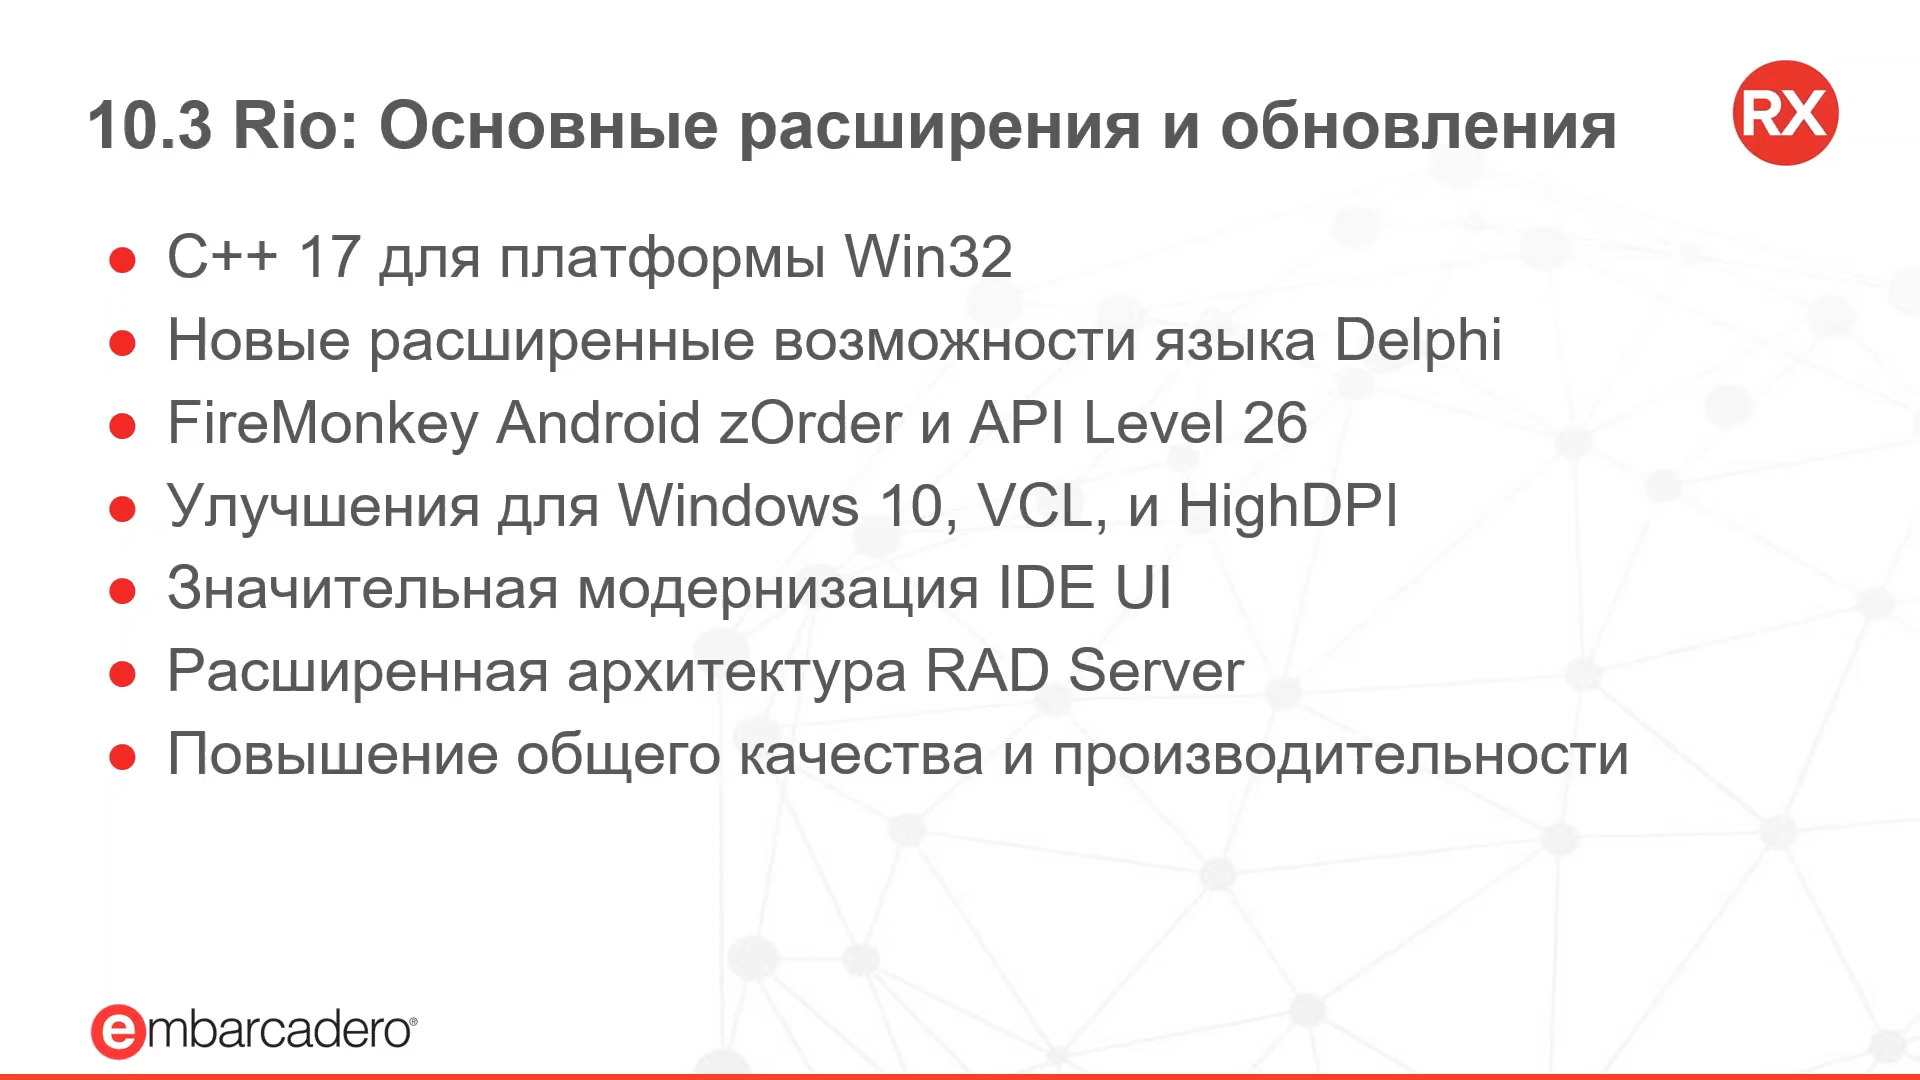 10.3 Rio: Основные расширения и обновления
RX
C++ 17 для платформы Win32
Новые расширенные возможности языка Delphi
FireMonkey Android zOrder и API Level 26
Улучшения для Windows 10, VCL, и HighDPI
Значительная модернизация IDE UI
Расширенная архитектура RAD Server
Повышение общего качества и производительности
embarcadero®